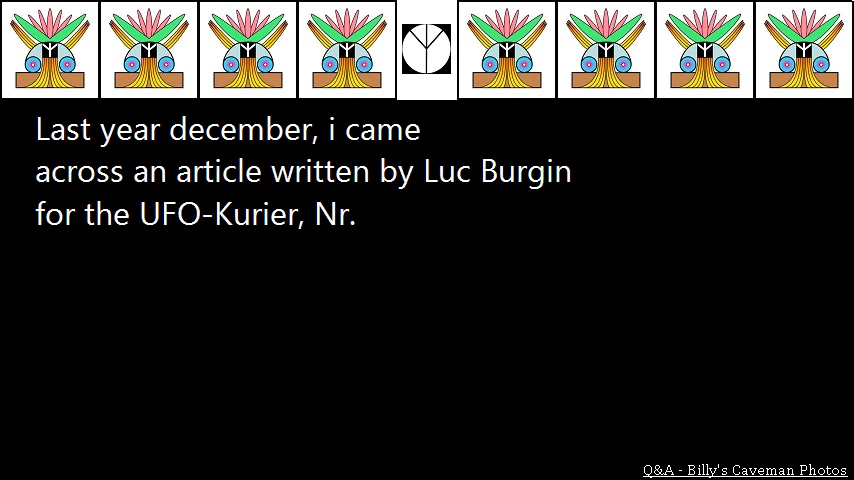 Last year december, i came
across an article written by Luc Burgin
for the UFO-Kurier, Nr.
Q&A - Billy's Caveman Photos